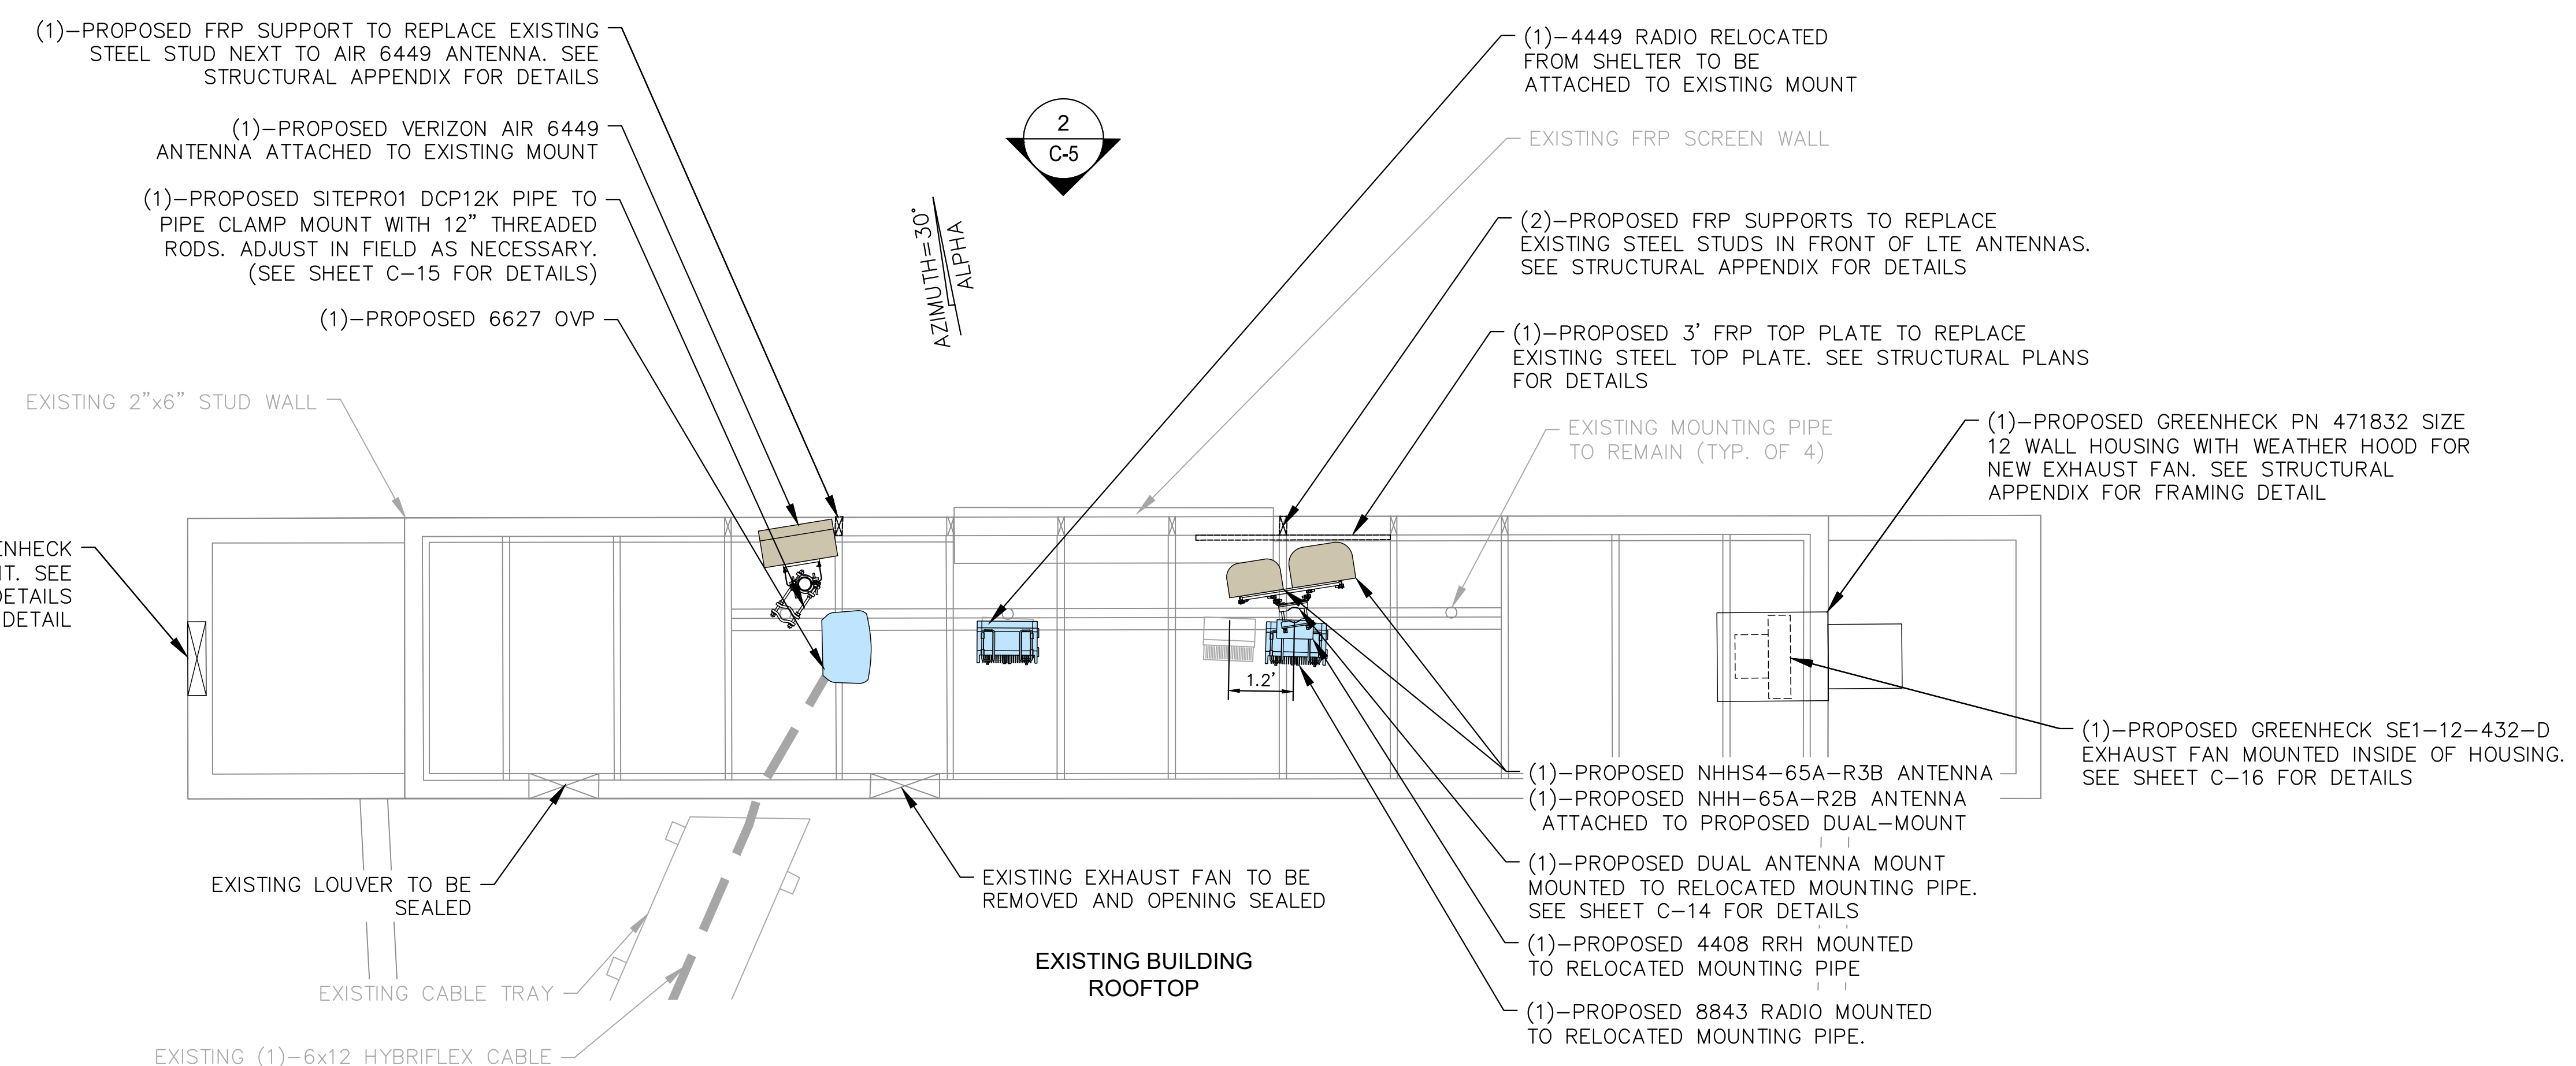 (1)-PROPOSED FRP SUPPORT TO REPLACE EXISTING
STEEL STUD NEXT TO AIR 6449 ANTENNA. SEE
STRUCTURAL APPENDIX FOR DETAILS
(1)-PROPOSED VERIZON AIR 6449
ANTENNA ATTACHED TO EXISTING MOUNT
(1)-PROPOSED SITEPRO1 DCP12K PIPE TO
PIPE CLAMP MOUNT WITH 12" THREADED
RODS. ADJUST IN FIELD AS NECESSARY.
(SEE SHEET C-15 FOR DETAILS)
(1)-PROPOSED 6627 OVP
EXISTING 2"x6" STUD WALL
ENHECK
T. SEE
DETAILS
DETAIL
2
C-5
AZIMUTH=30°
ALPHA
(1)-4449 RADIO RELOCATED
FROM SHELTER TO BE
ATTACHED TO EXISTING MOUNT
EXISTING FRP SCREEN WALL
(2)-PROPOSED FRP SUPPORTS TO REPLACE
EXISTING STEEL STUDS IN FRONT OF LTE ANTENNAS.
SEE STRUCTURAL APPENDIX FOR DETAILS
(1)-PROPOSED 3' FRP TOP PLATE TO REPLACE
EXISTING STEEL TOP PLATE. SEE STRUCTURAL PLANS
FOR DETAILS
EXISTING MOUNTING PIPE
TO REMAIN (TYP. OF 4)
(1)-PROPOSED GREENHECK PN 471832 SIZE
12 WALL HOUSING WITH WEATHER HOOD FOR
NEW EXHAUST FAN. SEE STRUCTURAL
APPENDIX FOR FRAMING DETAIL
1.2'
(1)-PROPOSED GREENHECK SE1-12-432-D
EXHAUST FAN MOUNTED INSIDE OF HOUSING.
SEE SHEET C-16 FOR DETAILS
(1)-PROPOSED NHHS4-65A-R3B ANTENNA
(1)-PROPOSED NHH-65A-R2B ANTENNA
ATTACHED TO PROPOSED DUAL-MOUNT
(1)-PROPOSED DUAL ANTENNA MOUNT
MOUNTED TO RELOCATED MOUNTING PIPE.
SEE SHEET C-14 FOR DETAILS
(1)-PROPOSED 4408 RRH MOUNTED
TO RELOCATED MOUNTING PIPE
(1)-PROPOSED 8843 RADIO MOUNTED
TO RELOCATED MOUNTING PIPE.
EXISTING LOUVER TO BE
SEALED
EXISTING EXHAUST FAN TO BE
REMOVED AND OPENING SEALED
EXISTING BUILDING
ROOFTOP
EXISTING CABLE TRAY
EXISTING (1)-6x12 HYBRIFLEX CABLE